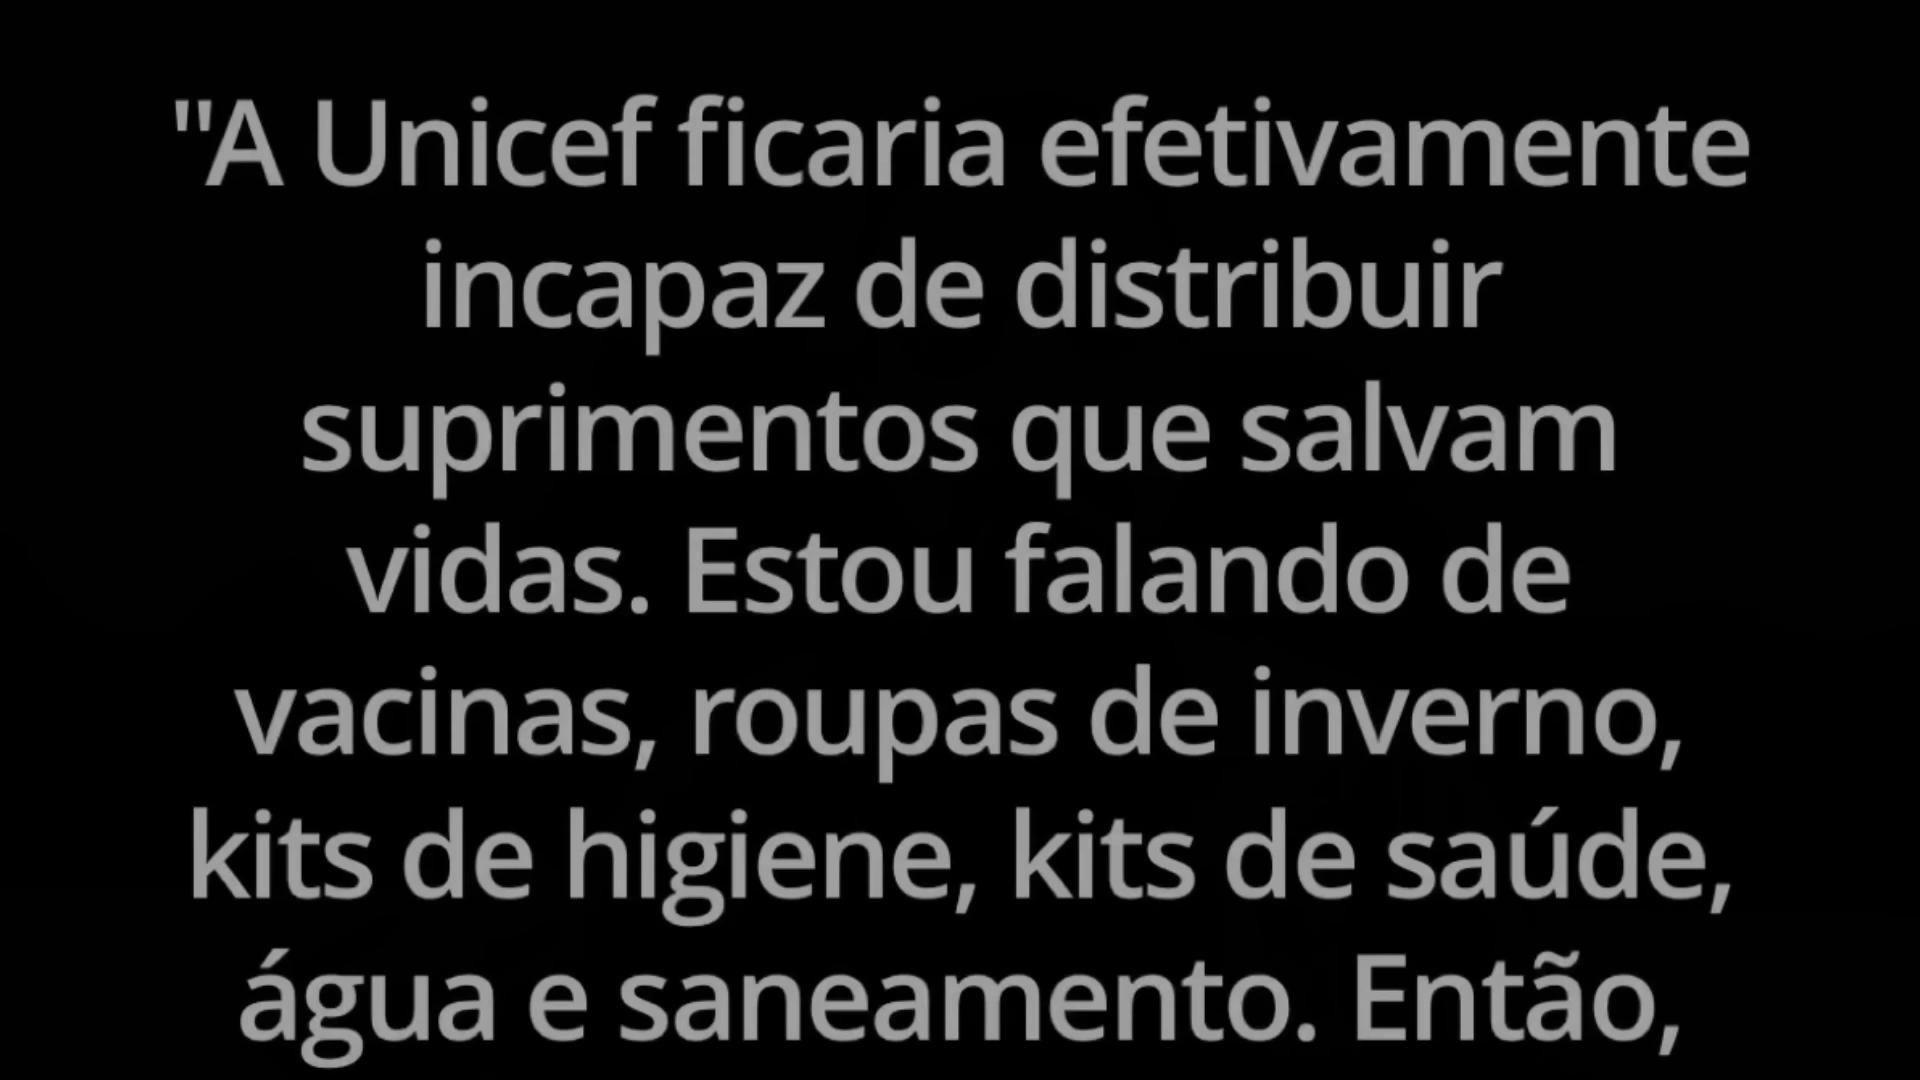 "A Unicef ficaria efetivamente
incapaz de distribuir
suprimentos que salvam
vidas. Estou falando de
vacinas, roupas de inverno,
kits de higiene, kits de saúde,
água e saneamento. Então,